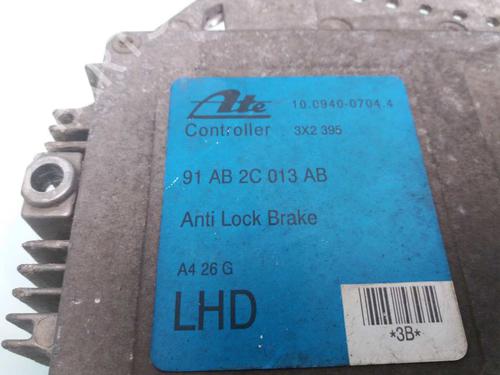 Ate 10.0940-0704.4
Controller 3X2 395
91 AB 2C 013 AB
Anti Lock Brake
A4 26 G
LHD
*3B*